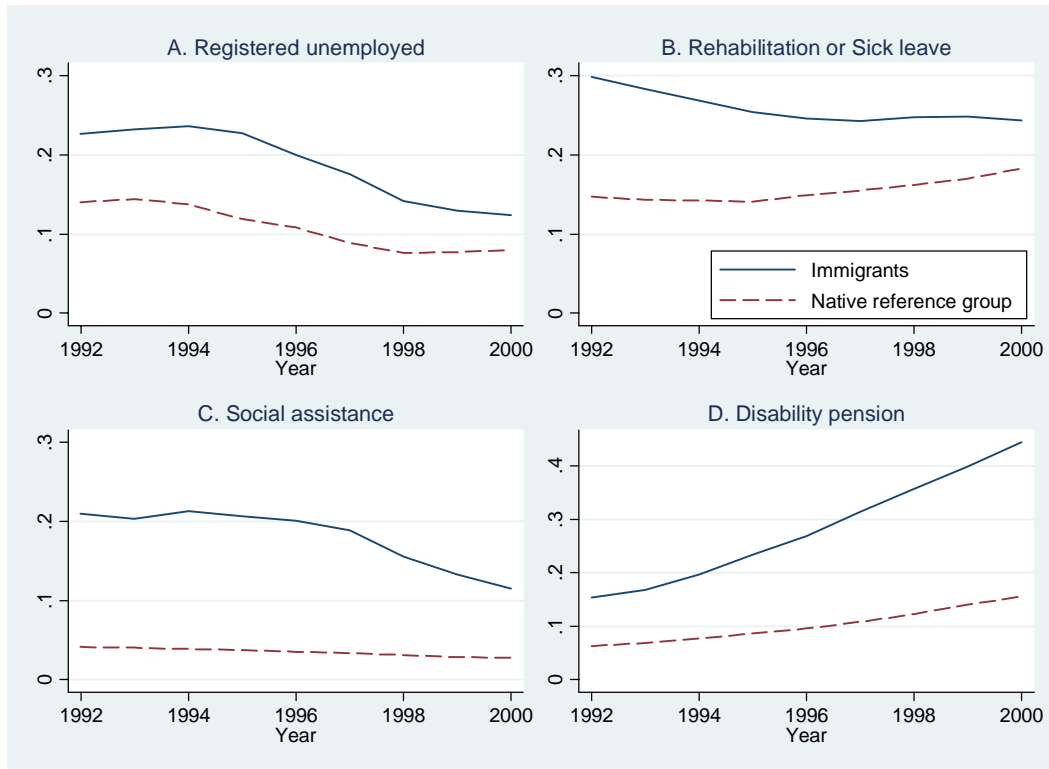 A. Registered unemployed
.3
.2
.1
0
1992 1994 1996 1998 2000
Year
B. Rehabilitation or Sick leave
.3
.2
.1
0
Immigrants
Native reference group
1992 1994 1996 1998 2000
Year
C. Social assistance
.3
.2
.1
0
1992 1994 1996 1998 2000
Year
D. Disability pension
.4
.3
.2
.1
0
1992 1994 1996 1998 2000
Year